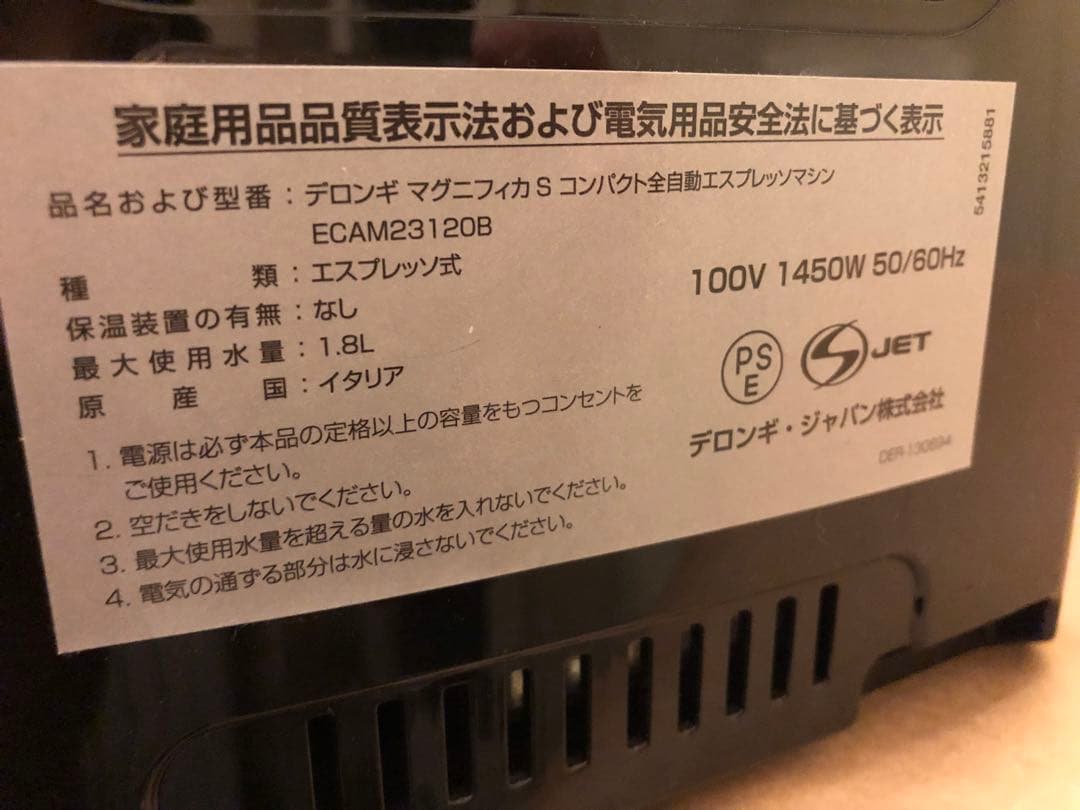 家庭用品品質表示法および電気用品安全法に基づく表示
品名および型番：デロンギ マグニフィカ S コンパクト全自動エスプレッソマシン
ECAM23120B
種類：エスプレッソ式
保温装置の有無：なし
最大使用水量：1.8L
原産国：イタリア
1. 電源は必ず本品の定格以上の容量をもつコンセントを
ご使用ください。
2. 空だきをしないでください。
3. 最大使用水量を超える量の水を入れないでください。
4. 電気の通ずる部分は水に浸さないでください。
100V 1450W 50/60Hz
PS
E
S JET
デロンギ・ジャパン株式会社
DER-130694
5413215881